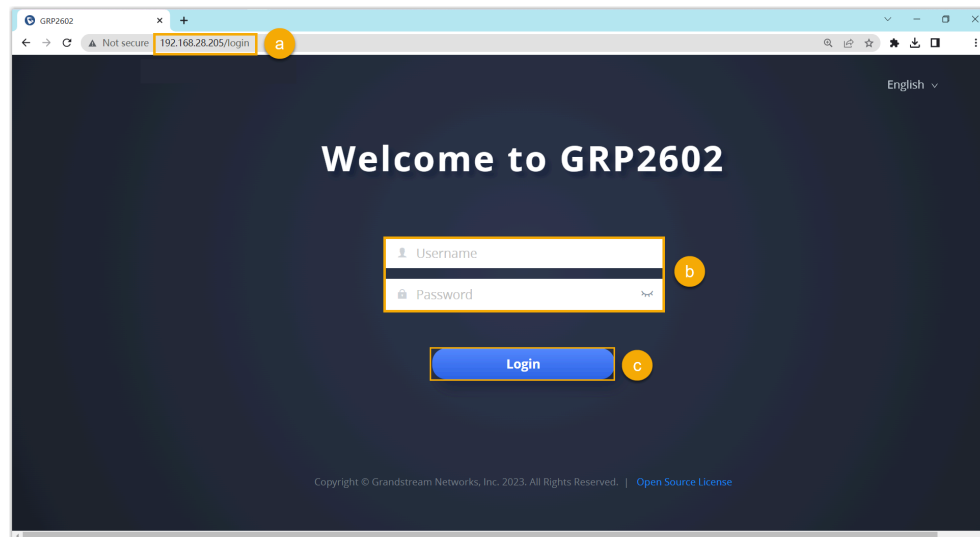 GRP2602
Not secure 192.168.28.205/login a
English
Welcome to GRP2602
Username
b
Password
Login c
Copyright © Grandstream Networks, Inc. 2023. All Rights Reserved. | Open Source License